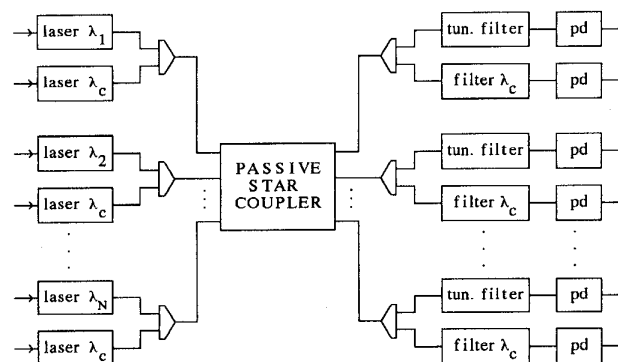 laser λ1 tun. filter pd
laser λc filter λc pd
laser λ2 tun. filter pd
PASSIVE
STAR
COUPLER
laser λc filter λc pd
laser λN tun. filter pd
laser λc filter λc pd